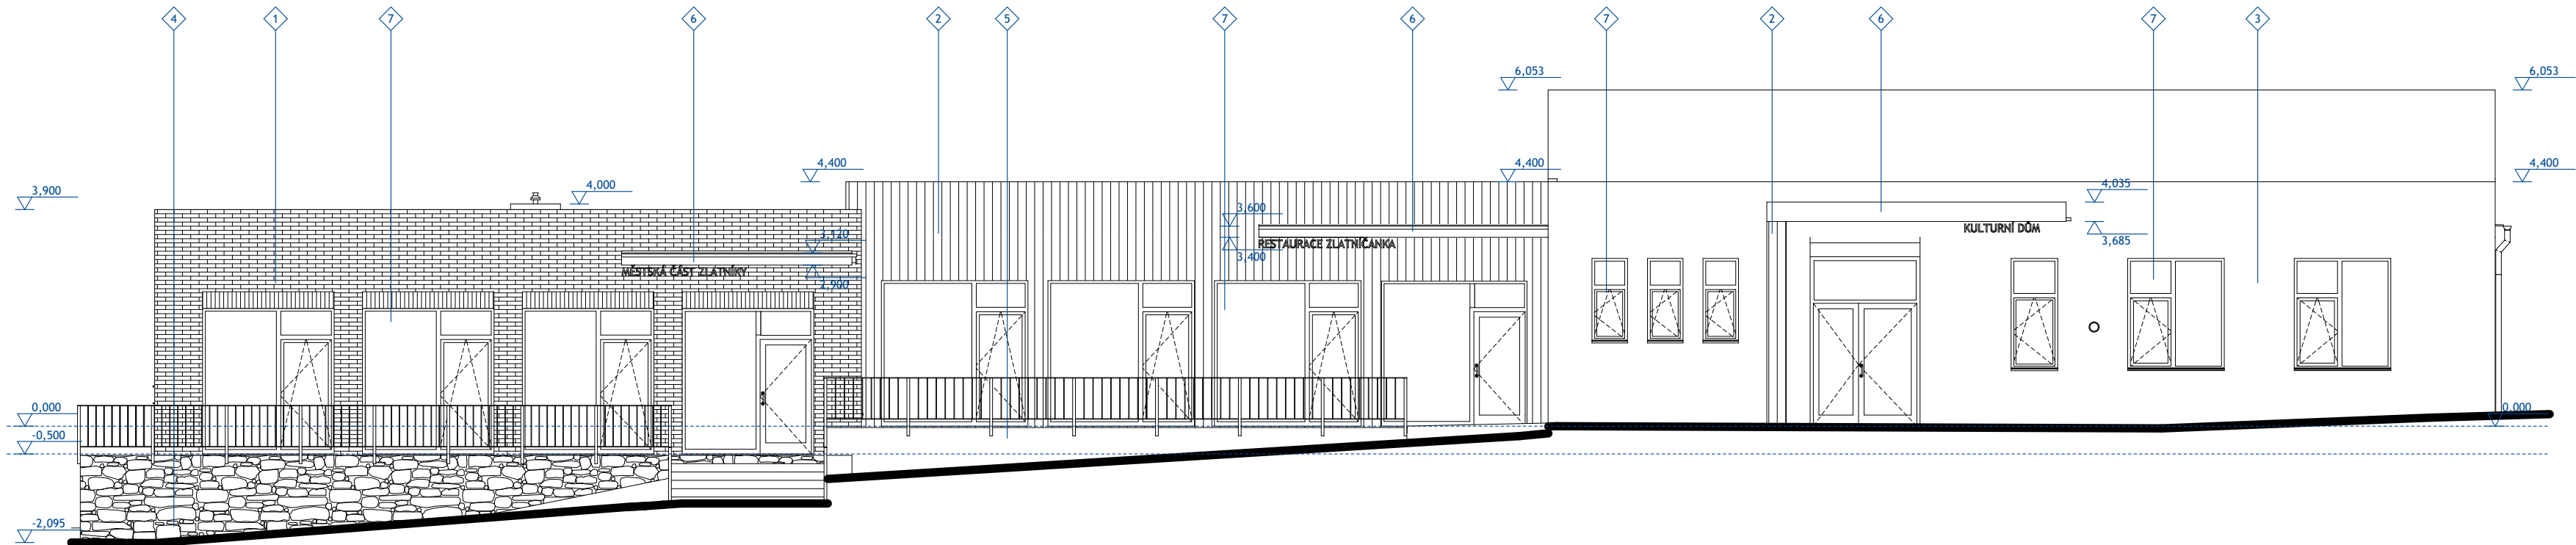 4 1 7 6 2 5 7 6 7 2 6 7 3
6,053 6,053
4,400 4,400 4,400
3,900 4,000 4,035
3,600
KULTURNÍ DŮM
3,120 3,685
RESTAURACE ZLATNÍČANKA
3,400
MĚSTSKÁ ČÁST ZLATNÍKY
2,900
0,000 0,000
-0,500
-2,095